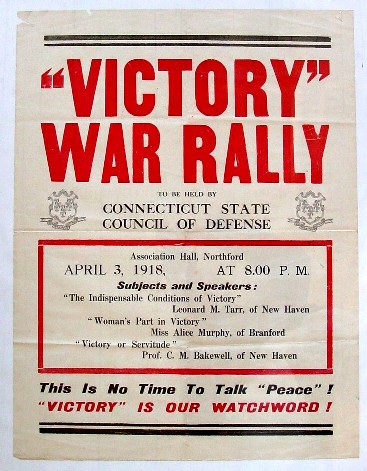 "VICTORY"
WAR RALLY
TO BE HELD BY
CONNECTICUT STATE
COUNCIL OF DEFENSE
Association Hall, Northford
APRIL 3, 1918, AT 8.00 P. M.
Subjects and Speakers:
"The Indispensable Conditions of Victory"
Leonard M. Tarr, of New Haven
"Woman's Part in Victory"
Miss Alice Murphy, of Branford
"Victory or Servitude"
Prof. C. M. Bakewell, of New Haven
This Is No Time To Talk "Peace"!
"VICTORY" IS OUR WATCHWORD!